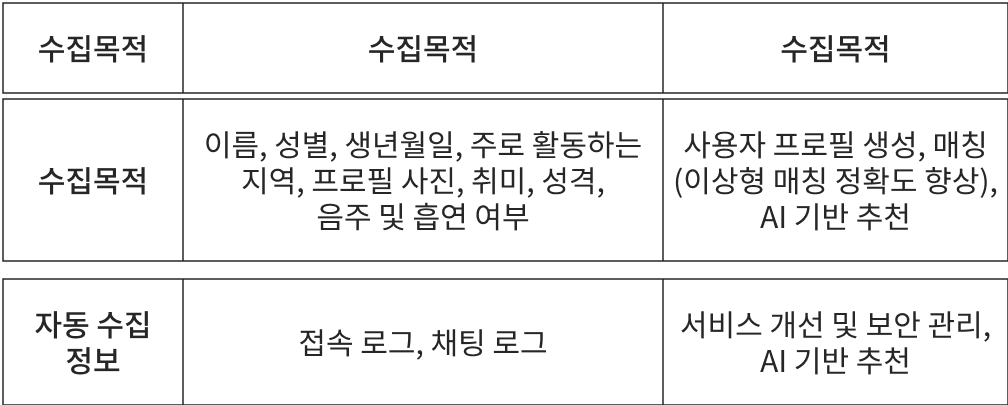 수집목적 수집목적 수집목적
수집목적
이름, 성별, 생년월일, 주로 활동하는
지역, 프로필 사진, 취미, 성격,
음주 및 흡연 여부
사용자 프로필 생성, 매칭
(이상형 매칭 정확도 향상),
AI 기반 추천
자동 수집
정보
접속 로그, 채팅 로그
서비스 개선 및 보안 관리,
AI 기반 추천